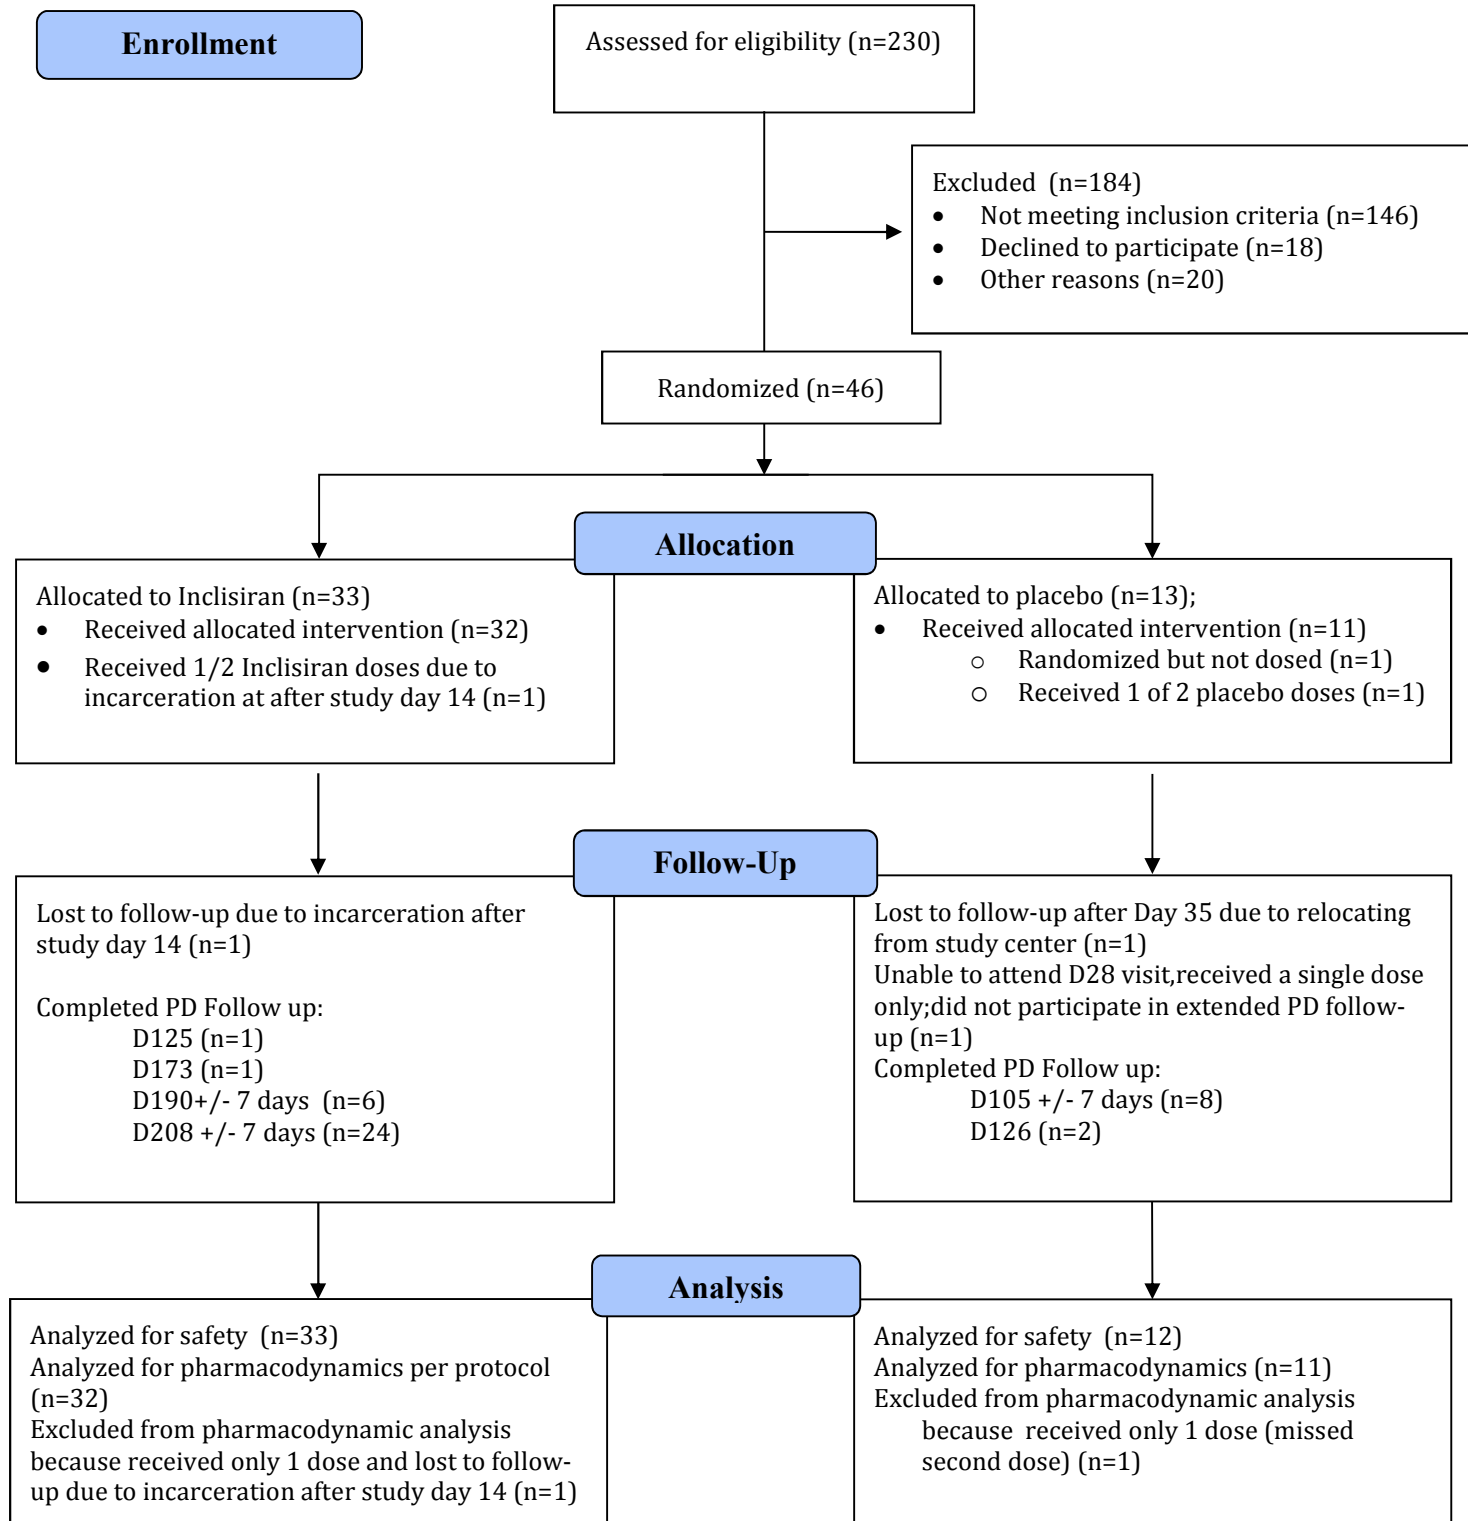 Enrollment
Assessed for eligibility (n=230)
Excluded  (n=184)
• Not meeting inclusion criteria (n=146)
• Declined to participate (n=18)
• Other reasons (n=20)
Randomized (n=46)
Allocation
Allocated to Inclisiran (n=33)
• Received allocated intervention (n=32)
• Received 1/2 Inclisiran doses due to
incarceration at after study day 14 (n=1)
Allocated to placebo (n=13);
• Received allocated intervention (n=11)
o Randomized but not dosed (n=1)
o Received 1 of 2 placebo doses (n=1)
Follow-Up
Lost to follow-up due to incarceration after
study day 14 (n=1)
Completed PD Follow up:
D125 (n=1)
D173 (n=1)
D190+/- 7 days  (n=6)
D208 +/- 7 days (n=24)
Lost to follow-up after Day 35 due to relocating
from study center (n=1)
Unable to attend D28 visit,received a single dose
only;did not participate in extended PD follow-
up (n=1)
Completed PD Follow up:
D105 +/- 7 days (n=8)
D126 (n=2)
Analysis
Analyzed for safety  (n=33)
Analyzed for pharmacodynamics per protocol
(n=32)
Excluded from pharmacodynamic analysis
because received only 1 dose and lost to follow-
up due to incarceration after study day 14 (n=1)
Analyzed for safety  (n=12)
Analyzed for pharmacodynamics (n=11)
Excluded from pharmacodynamic analysis
because  received only 1 dose (missed
second dose) (n=1)